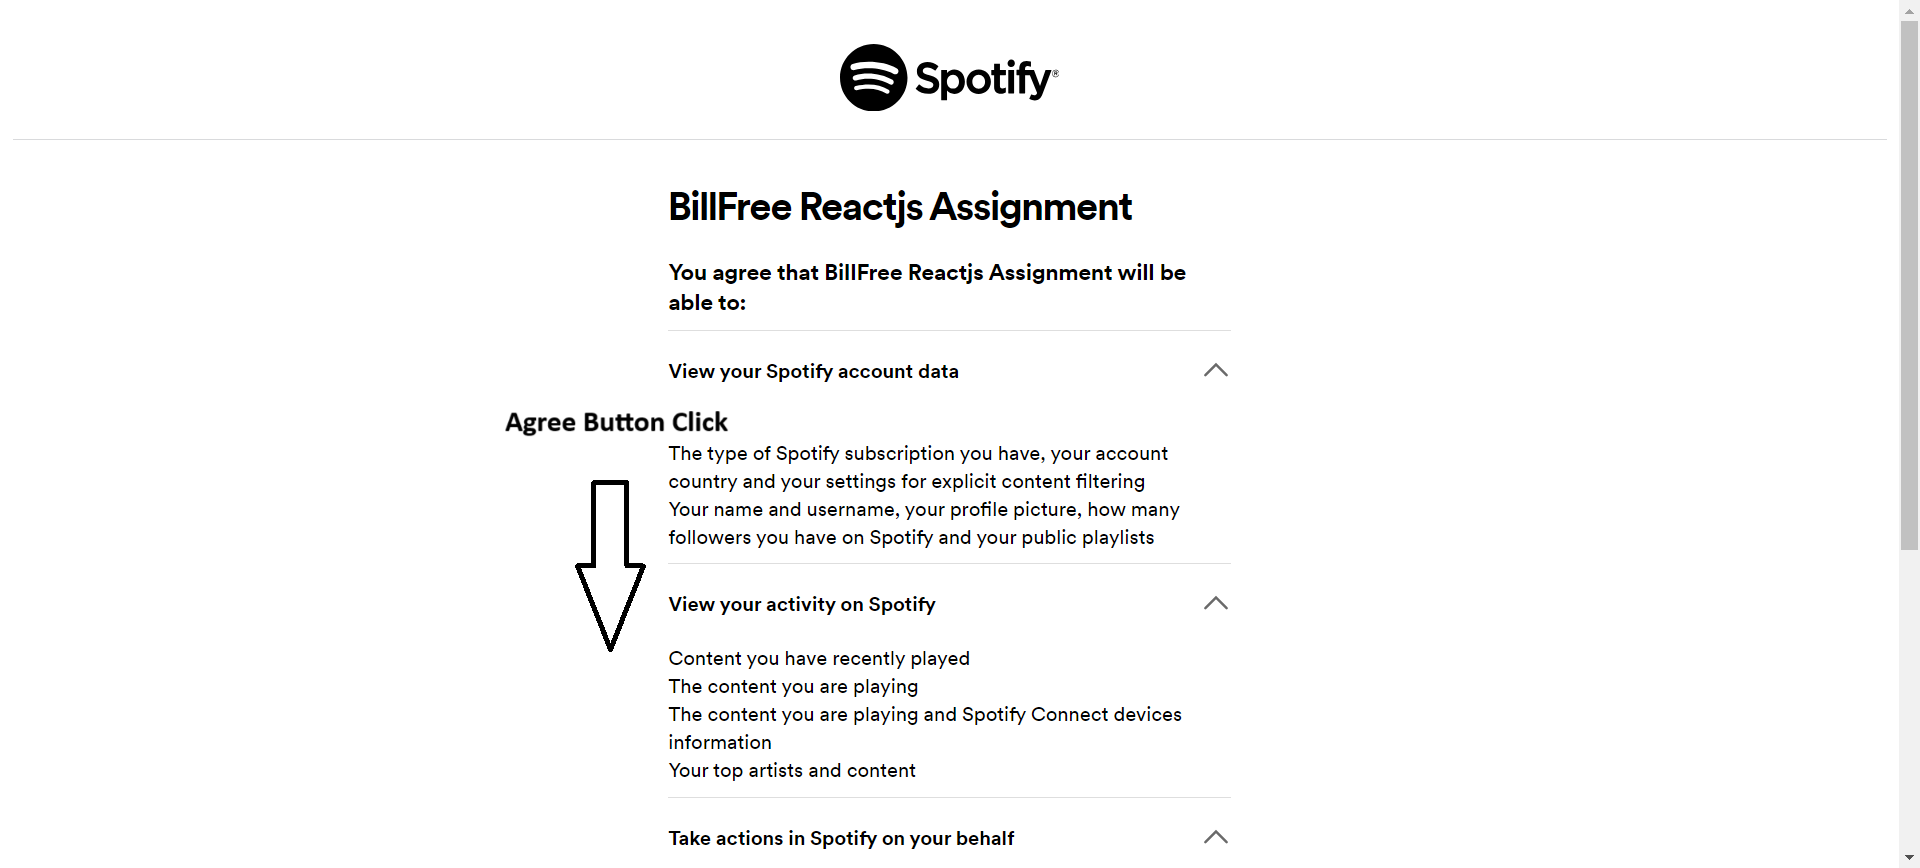 Spotify®
BillFree Reactjs Assignment
You agree that BillFree Reactjs Assignment will be
able to:
View your Spotify account data
Agree Button Click
The type of Spotify subscription you have, your account
country and your settings for explicit content filtering
Your name and username, your profile picture, how many
followers you have on Spotify and your public playlists
View your activity on Spotify
Content you have recently played
The content you are playing
The content you are playing and Spotify Connect devices
information
Your top artists and content
Take actions in Spotify on your behalf